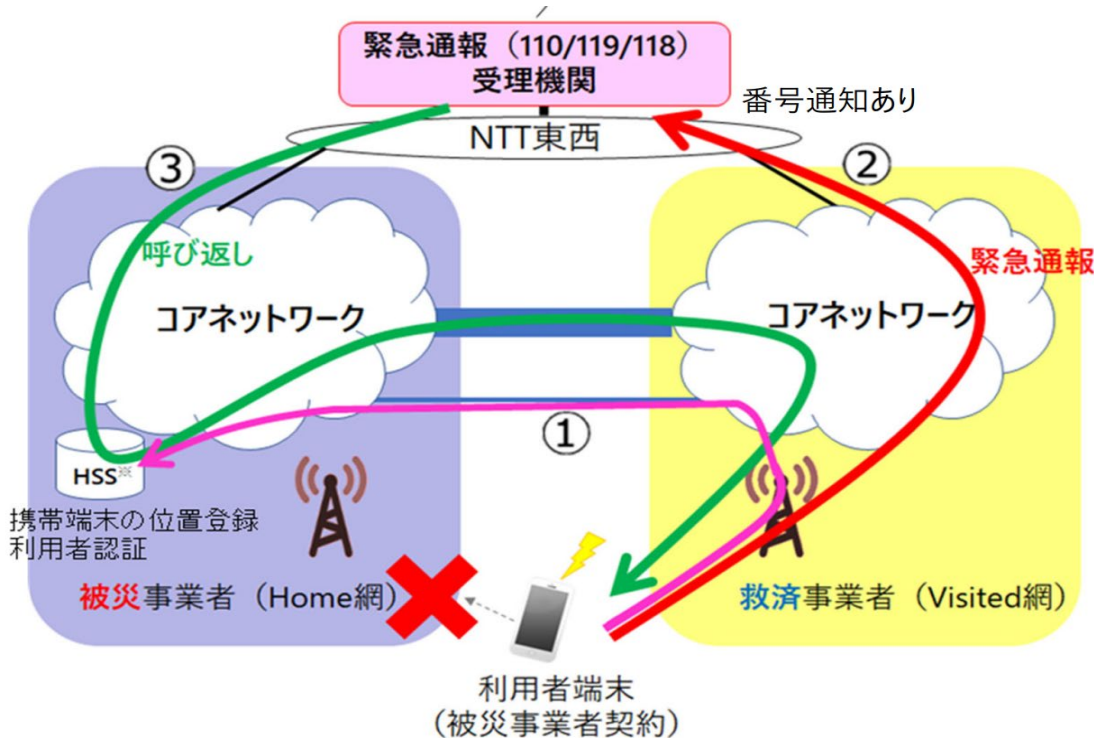 緊急通報（110/119/118）
受理機関
番号通知あり
NTT東西
③
②
呼び返し
緊急通報
コアネットワーク
コアネットワーク
①
HSS※
携帯端末の位置登録
利用者認証
被災事業者（Home網）
救済事業者（Visited網）
利用者端末
（被災事業者契約）